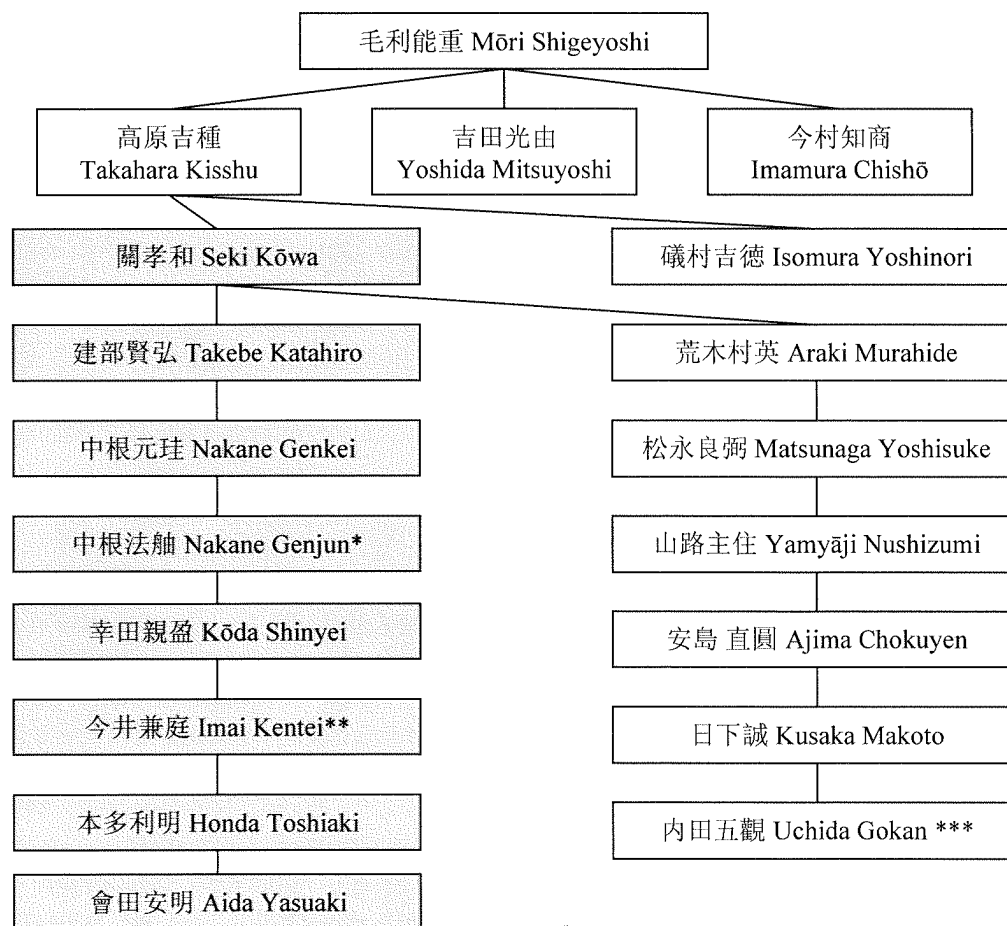 毛利能重 Mōri Shigeyoshi
高原吉種
Takahara Kisshu
吉田光由
Yoshida Mitsuyoshi
今村知商
Imamura Chishō
關孝和 Seki Kōwa
礒村吉徳 Isomura Yoshinori
建部賢弘 Takebe Katahiro
荒木村英 Araki Murahide
中根元珪 Nakane Genkei
松永良弼 Matsunaga Yoshisuke
中根法舳 Nakane Genjun*
山路主住 Yamyāji Nushizumi
幸田親盈 Kōda Shinyei
安島 直圓 Ajima Chokuyen
今井兼庭 Imai Kentei**
日下誠 Kusaka Makoto
本多利明 Honda Toshiaki
内田五觀 Uchida Gokan ***
會田安明 Aida Yasuaki